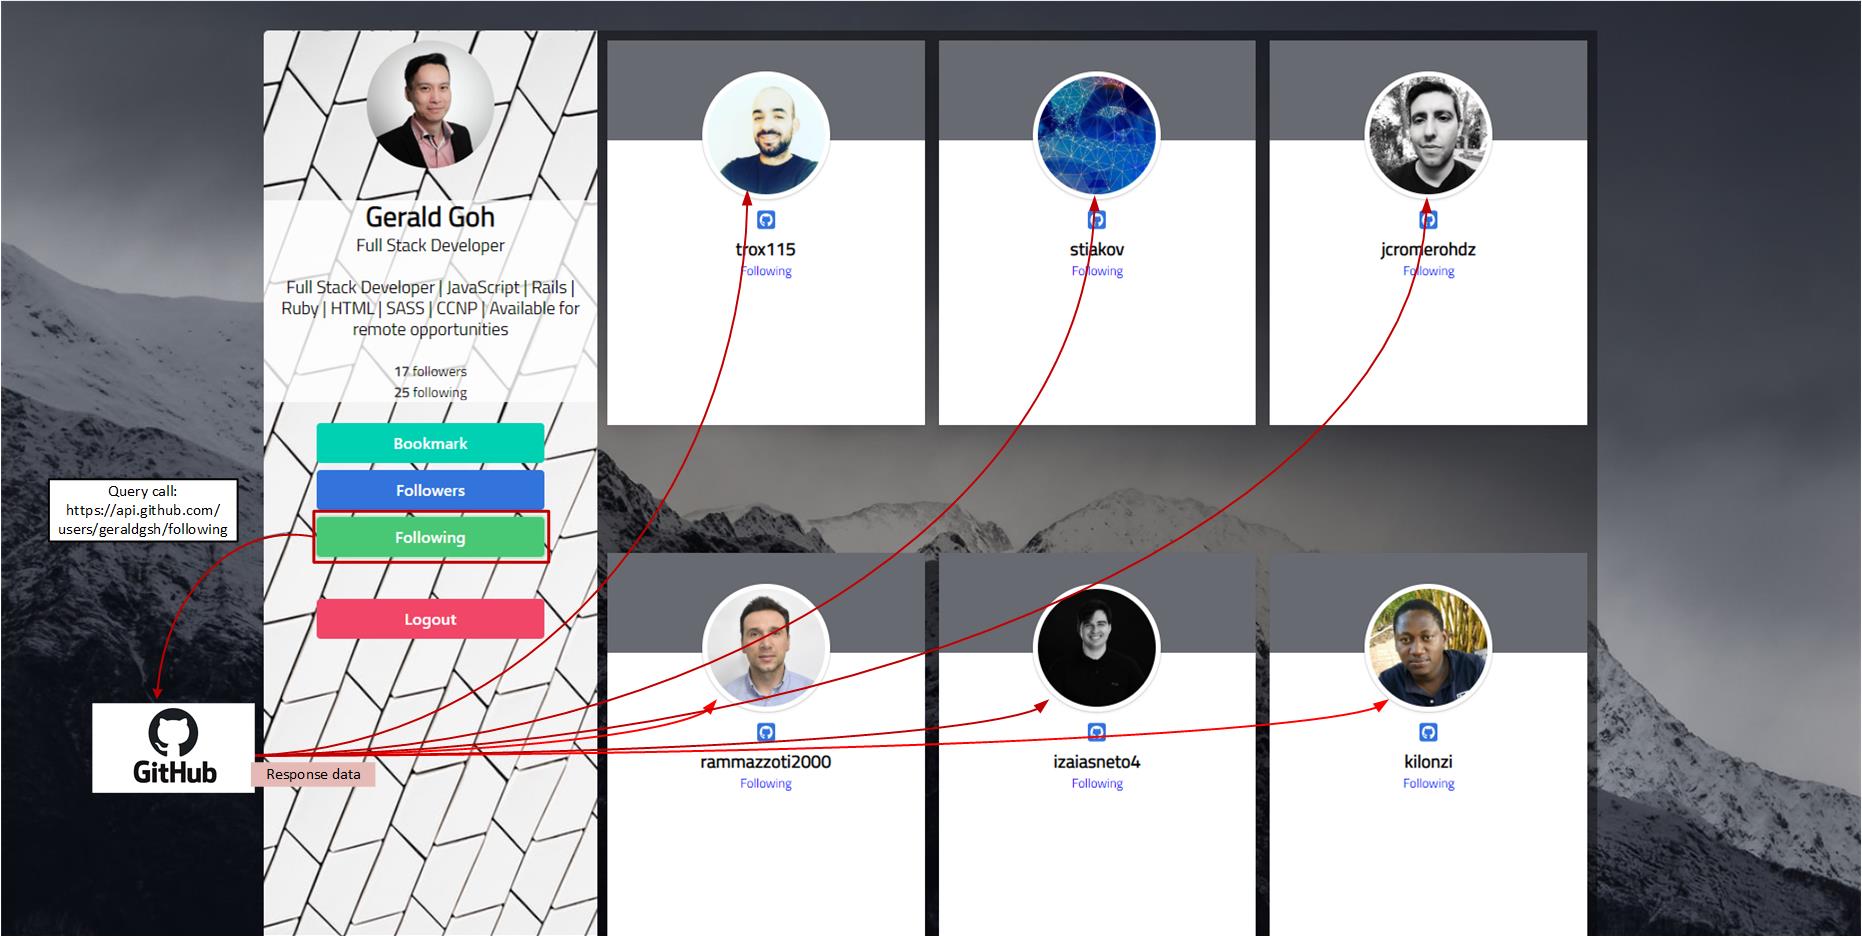 Gerald Goh
Full Stack Developer
Full Stack Developer | JavaScript | Rails |
Ruby | HTML | SASS | CCNP | Available for
remote opportunities
17 followers
25 following
Bookmark
Followers
Following
Logout
Query call:
https://api.github.com/
users/geraldgsh/following
GitHub
Response data
trox115
Following
stiakov
Following
jcromerohdz
Following
rammazzoti2000
Following
izaiasneto4
Following
kilonzi
Following